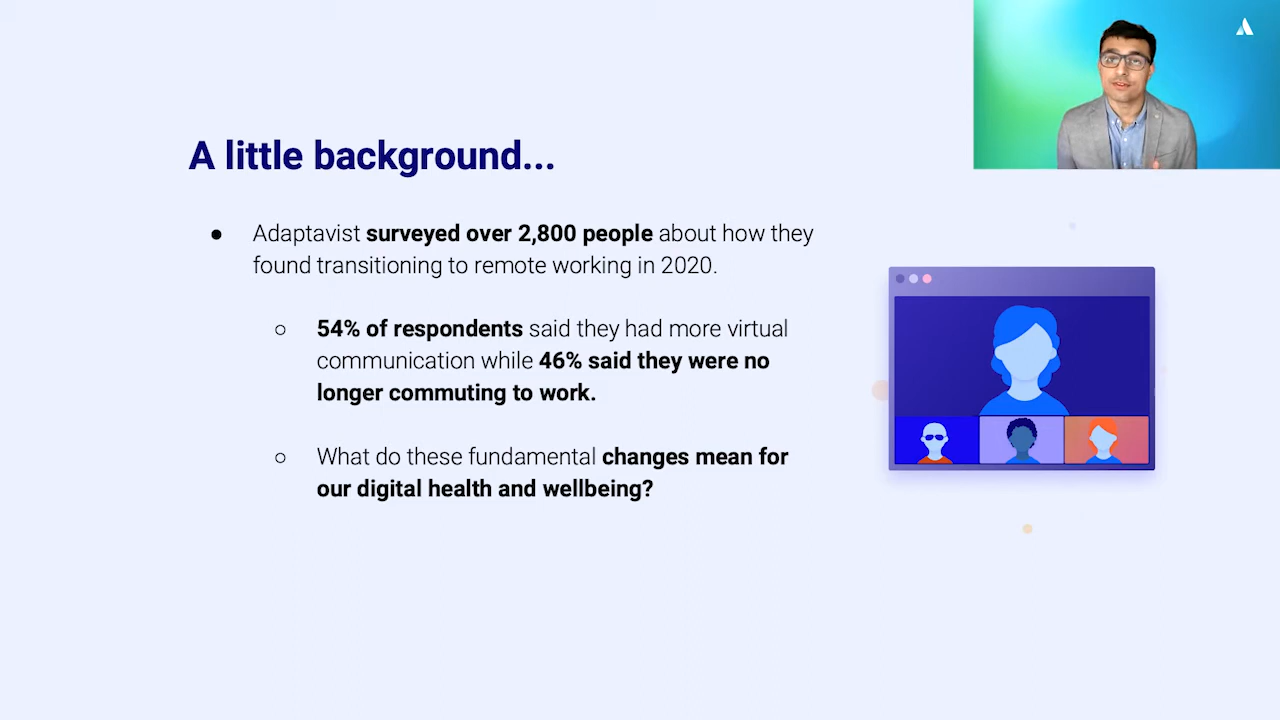 A little background...
● Adaptavist surveyed over 2,800 people about how they
found transitioning to remote working in 2020.
○ 54% of respondents said they had more virtual
communication while 46% said they were no
longer commuting to work.
○ What do these fundamental changes mean for
our digital health and wellbeing?